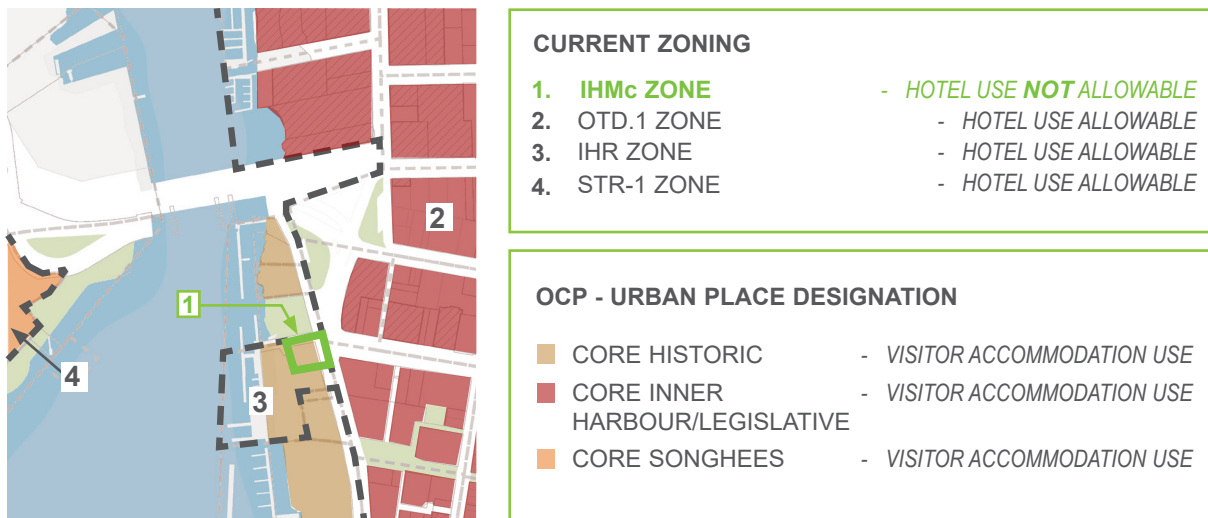 CURRENT ZONING
1. IHMc ZONE - HOTEL USE NOT ALLOWABLE
2. OTD.1 ZONE - HOTEL USE ALLOWABLE
3. IHR ZONE - HOTEL USE ALLOWABLE
4. STR-1 ZONE - HOTEL USE ALLOWABLE
2
1
4
3
OCP - URBAN PLACE DESIGNATION
CORE HISTORIC - VISITOR ACCOMMODATION USE
CORE INNER - VISITOR ACCOMMODATION USE
HARBOUR/LEGISLATIVE
CORE SONGHEES - VISITOR ACCOMMODATION USE